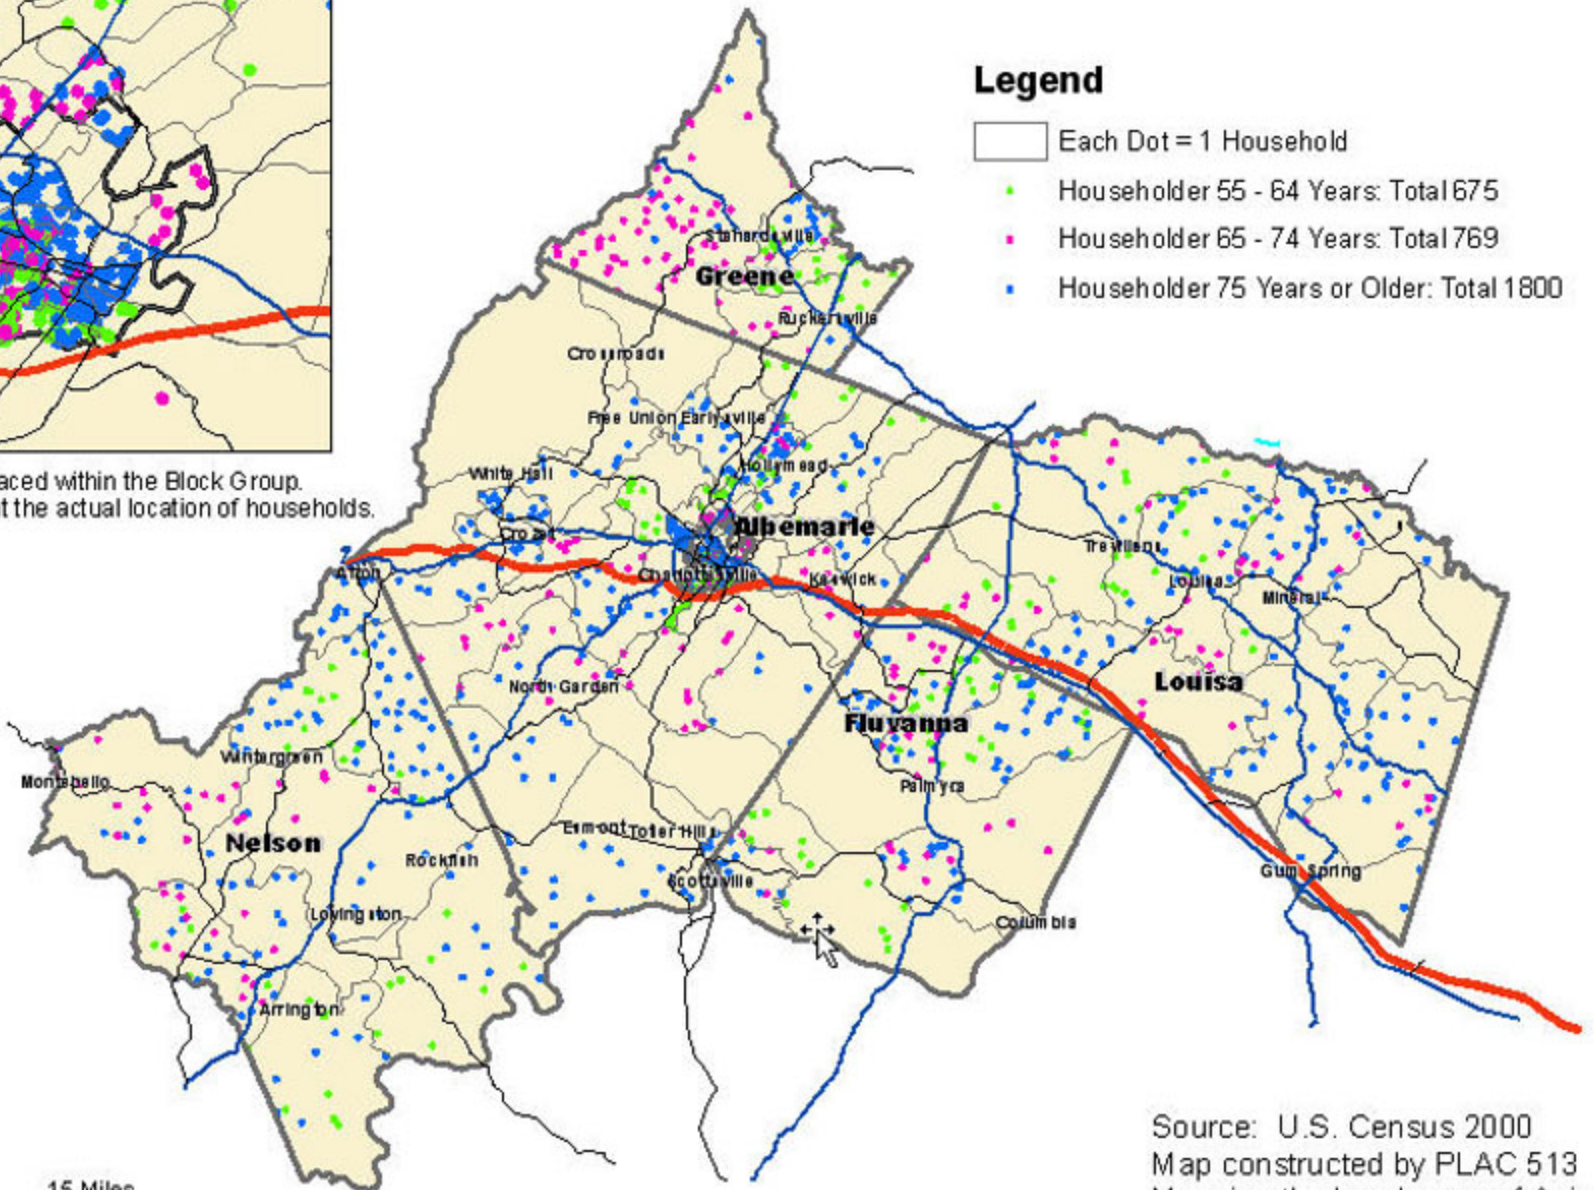 Legend
Each Dot = 1 Household
Householder 55 - 64 Years: Total 675
Householder 65 - 74 Years: Total 769
Householder 75 Years or Older: Total 1800
Stanardsville
Greene
Ruckersville
Crossroads
Free Union Earlysville
White Hall
Hollymead
aced within the Block Group.
t the actual location of households.
Crozet
Albemarle
Trevilians
Afton
Charlottesville
Keswick
Louisa
Mineral
North Garden
Louisa
Fluvanna
Wintergreen
Montebello
Palmyra
Nelson
Esmont Totier Hills
Rockfish
Scottsville
Gum Spring
Lovingston
Columbia
Arrington
Source: U.S. Census 2000
Map constructed by PLAC 513
15 Miles